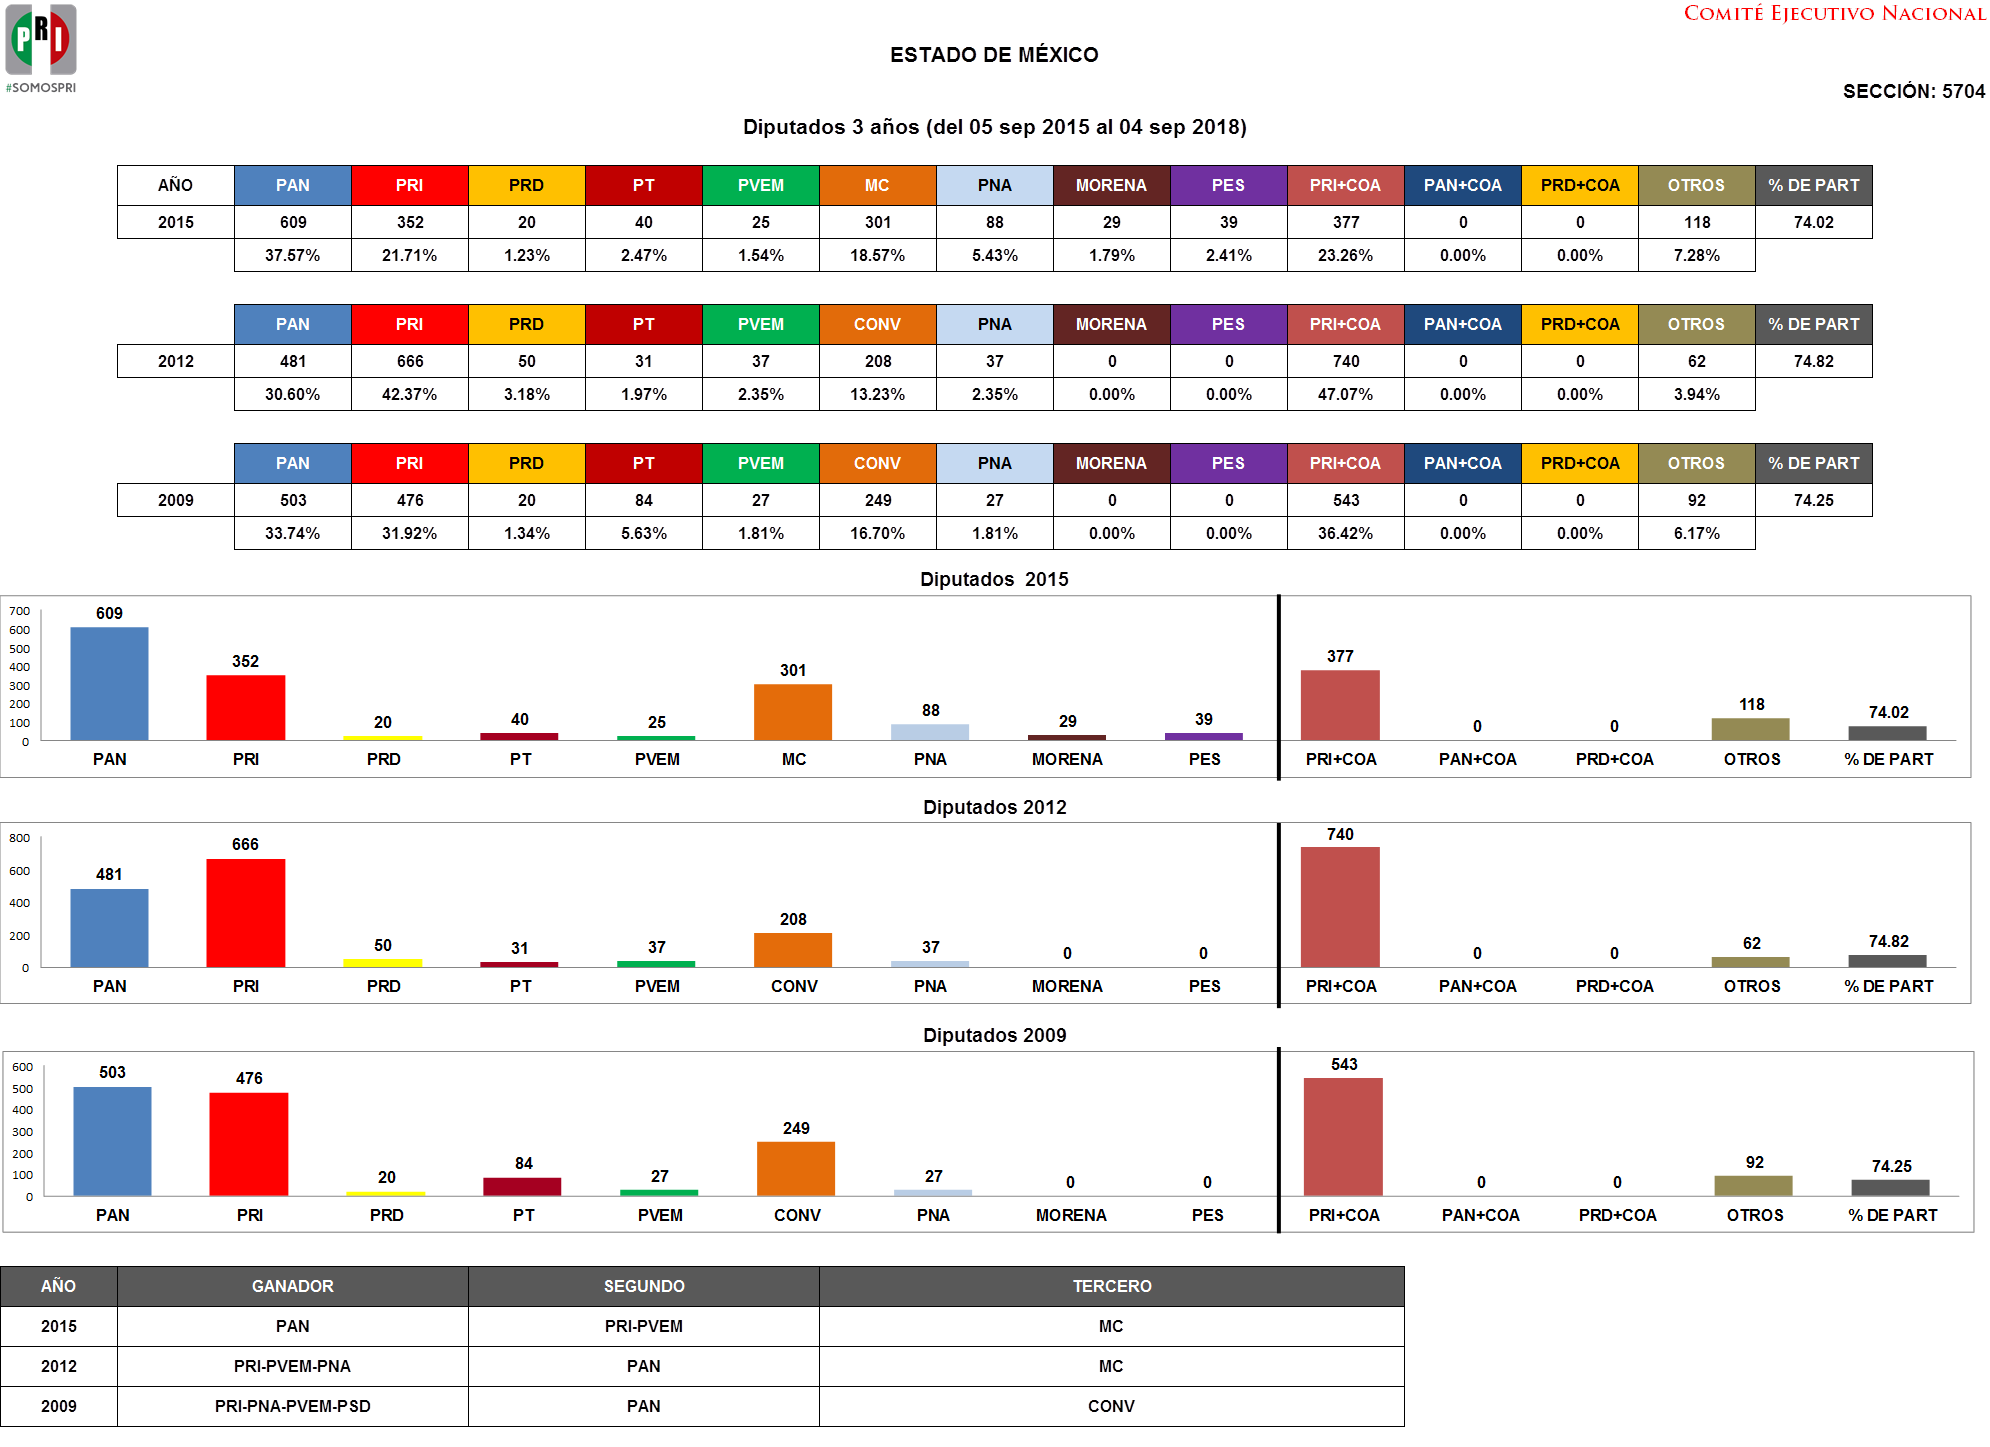 PRI
#SOMOSPRI
COMITÉ EJECUTIVO NACIONAL
ESTADO DE MÉXICO
SECCIÓN: 5704
Diputados 3 años (del 05 sep 2015 al 04 sep 2018)
AÑO PAN PRI PRD PT PVEM MC PNA MORENA PES PRI+COA PAN+COA PRD+COA OTROS % DE PART
2015 609 352 20 40 25 301 88 29 39 377 0 0 118 74.02
37.57% 21.71% 1.23% 2.47% 1.54% 18.57% 5.43% 1.79% 2.41% 23.26% 0.00% 0.00% 7.28%
PAN PRI PRD PT PVEM CONV PNA MORENA PES PRI+COA PAN+COA PRD+COA OTROS % DE PART
2012 481 666 50 31 37 208 37 0 0 740 0 0 62 74.82
30.60% 42.37% 3.18% 1.97% 2.35% 13.23% 2.35% 0.00% 0.00% 47.07% 0.00% 0.00% 3.94%
PAN PRI PRD PT PVEM CONV PNA MORENA PES PRI+COA PAN+COA PRD+COA OTROS % DE PART
2009 503 476 20 84 27 249 27 0 0 543 0 0 92 74.25
33.74% 31.92% 1.34% 5.63% 1.81% 16.70% 1.81% 0.00% 0.00% 36.42% 0.00% 0.00% 6.17%
Diputados 2015
700
600
500
400
300
200
100
0
609 352 20 40 25 301 88 29 39 377 0 0 118 74.02
PAN PRI PRD PT PVEM MC PNA MORENA PES PRI+COA PAN+COA PRD+COA OTROS % DE PART
Diputados 2012
800
600
400
200
0
481 666 50 31 37 208 37 0 0 740 0 0 62 74.82
PAN PRI PRD PT PVEM CONV PNA MORENA PES PRI+COA PAN+COA PRD+COA OTROS % DE PART
Diputados 2009
600
500
400
300
200
100
0
503 476 20 84 27 249 27 0 0 543 0 0 92 74.25
PAN PRI PRD PT PVEM CONV PNA MORENA PES PRI+COA PAN+COA PRD+COA OTROS % DE PART
AÑO GANADOR SEGUNDO TERCERO
2015 PAN PRI-PVEM MC
2012 PRI-PVEM-PNA PAN MC
2009 PRI-PNA-PVEM-PSD PAN CONV